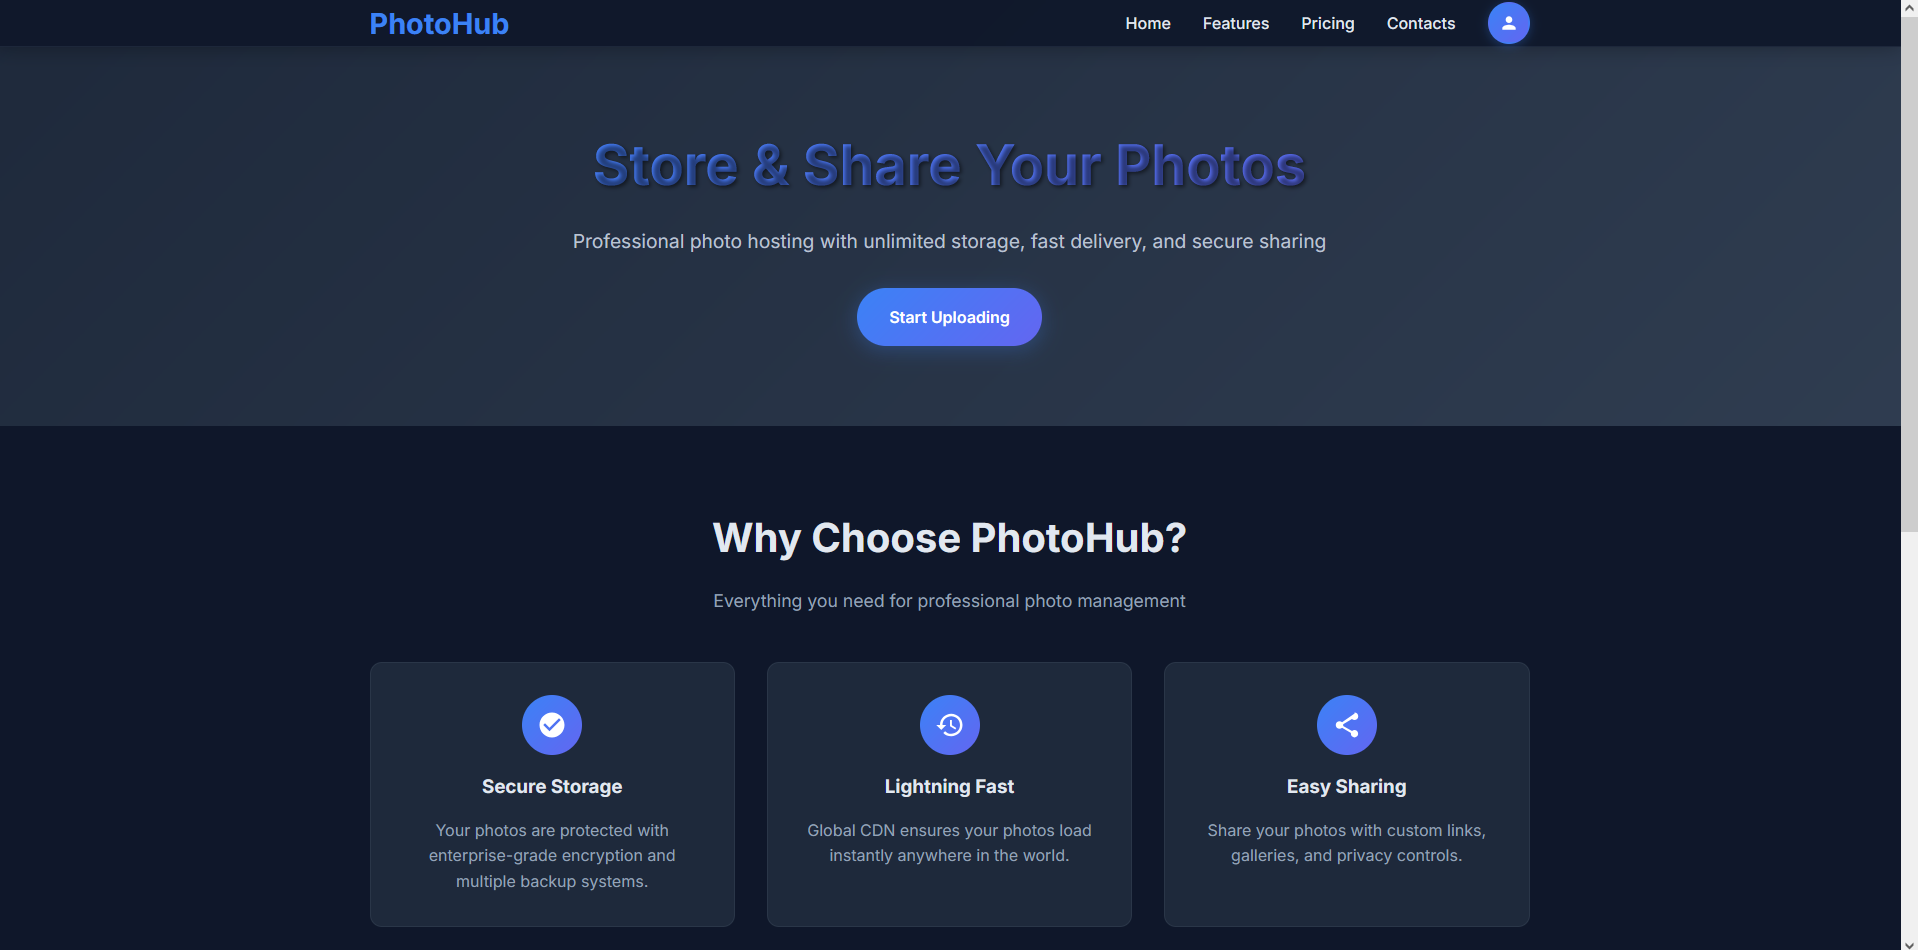 PhotoHub
Home
Features
Pricing
Contacts
Store & Share Your Photos
Professional photo hosting with unlimited storage, fast delivery, and secure sharing
Start Uploading
Why Choose PhotoHub?
Everything you need for professional photo management
Secure Storage
Your photos are protected with
enterprise-grade encryption and
multiple backup systems.
Lightning Fast
Global CDN ensures your photos load
instantly anywhere in the world.
Easy Sharing
Share your photos with custom links,
galleries, and privacy controls.